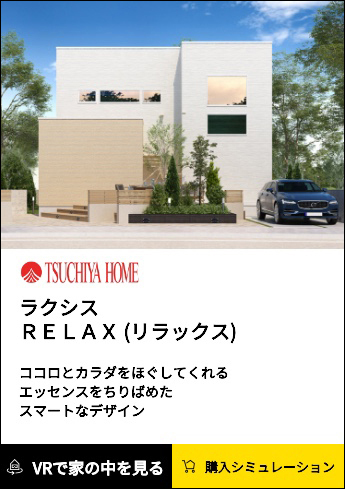 TSUCHIYA HOME
ラクシス
ＲＥＬＡＸ (リラックス)
ココロとカラダをほぐしてくれる
エッセンスをちりばめた
スマートなデザイン
VRで家の中を見る
購入シミュレーション